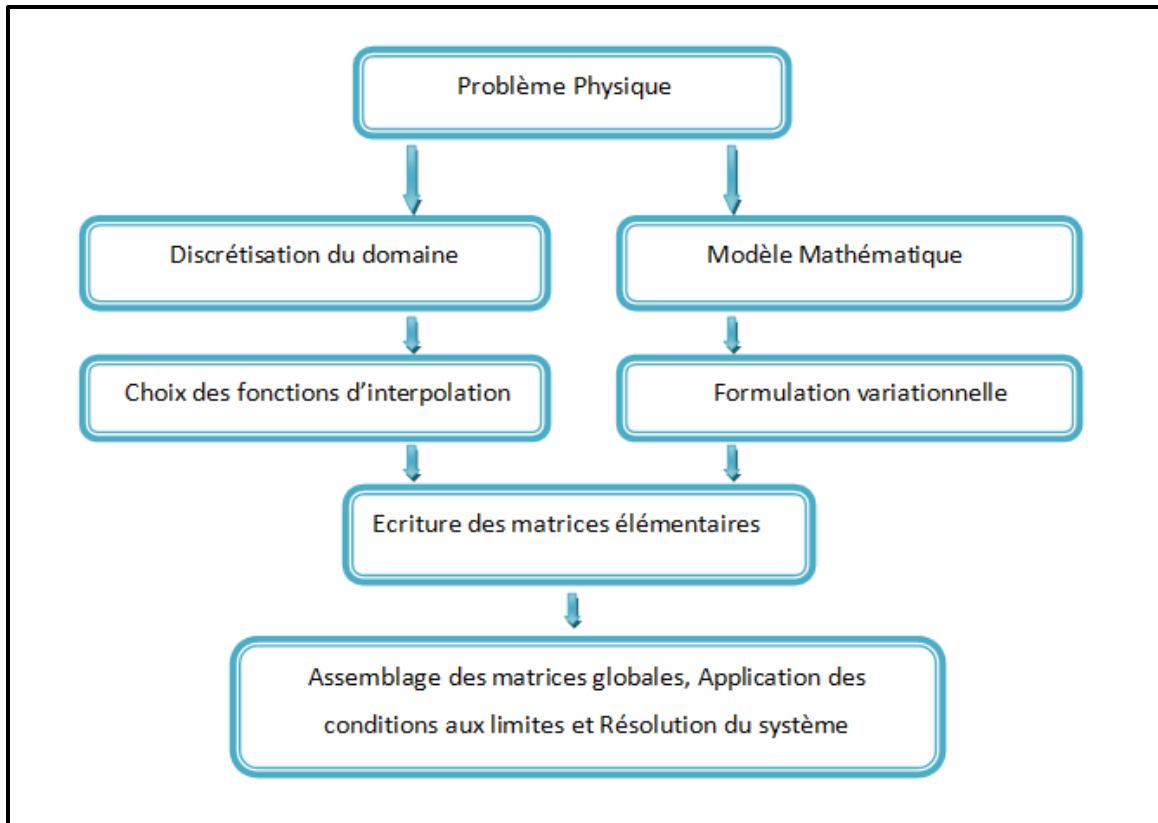 Problème Physique
Discrétisation du domaine
Modèle Mathématique
Choix des fonctions d’interpolation
Formulation variationnelle
Ecriture des matrices élémentaires
Assemblage des matrices globales, Application des
conditions aux limites et Résolution du système